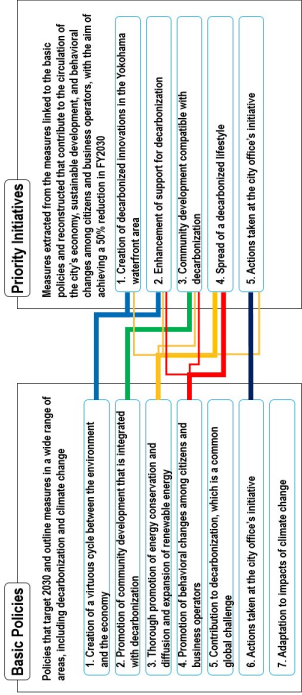 Basic Policies
Policies that target 2030 and outline measures in a wide range of
areas, including decarbonization and climate change
1. Creation of a virtuous cycle between the environment
and the economy
2. Promotion of community development that is integrated
with decarbonization
3. Thorough promotion of energy conservation and
diffusion and expansion of renewable energy
4. Promotion of behavioral changes among citizens and
business operators
5. Contribution to decarbonization, which is a common
global challenge
6. Actions taken at the city office's initiative
7. Adaptation to impacts of climate change
Priority Initiatives
Measures extracted from the measures linked to the basic
policies and reconstructed that contribute to the circulation of
the city's economy, sustainable development, and behavioral
changes among citizens and business operators, with the aim of
achieving a 50% reduction in FY2030
1. Creation of decarbonized innovations in the Yokohama
waterfront area
2. Enhancement of support for decarbonization
3. Community development compatible with
decarbonization
4. Spread of a decarbonized lifestyle
5. Actions taken at the city office's initiative